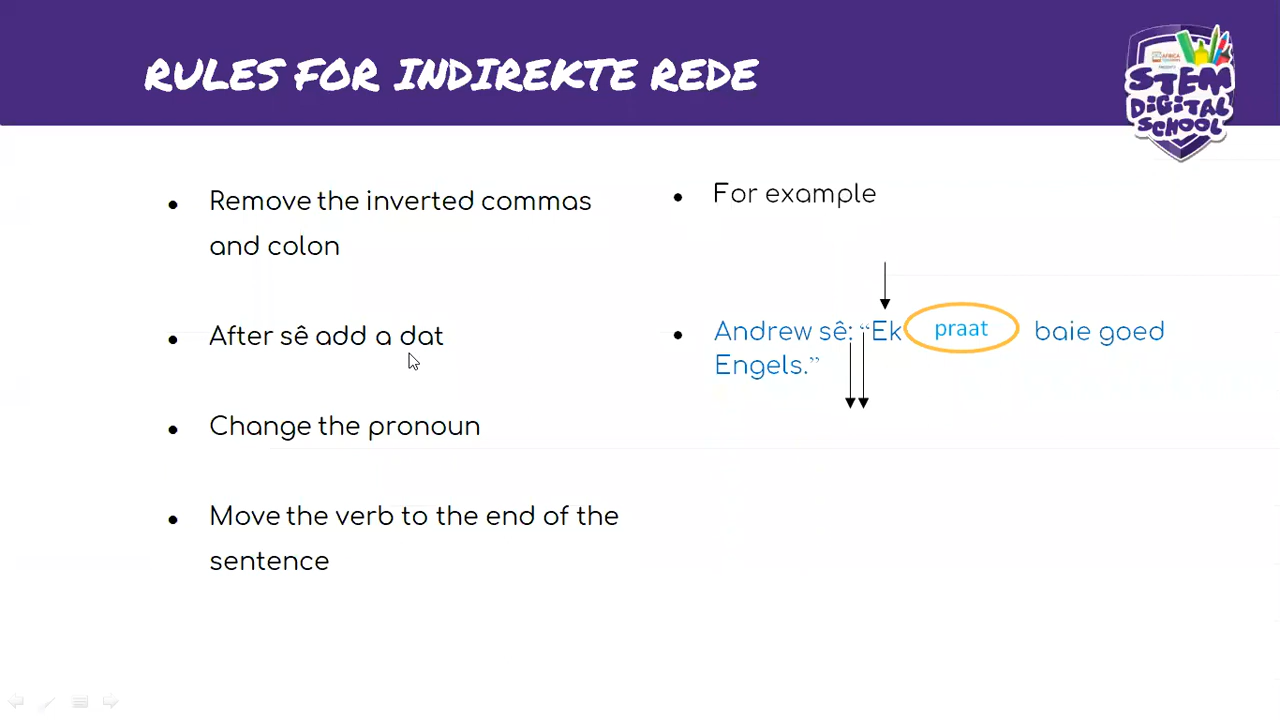 RULES FOR INDIREKTE REDE
STEM
DiGiTAL
SCHOOL
Remove the inverted commas
and colon
After sê add a dat
Change the pronoun
Move the verb to the end of the
sentence
For example
Andrew sê: “Ek praat baie goed
Engels.”